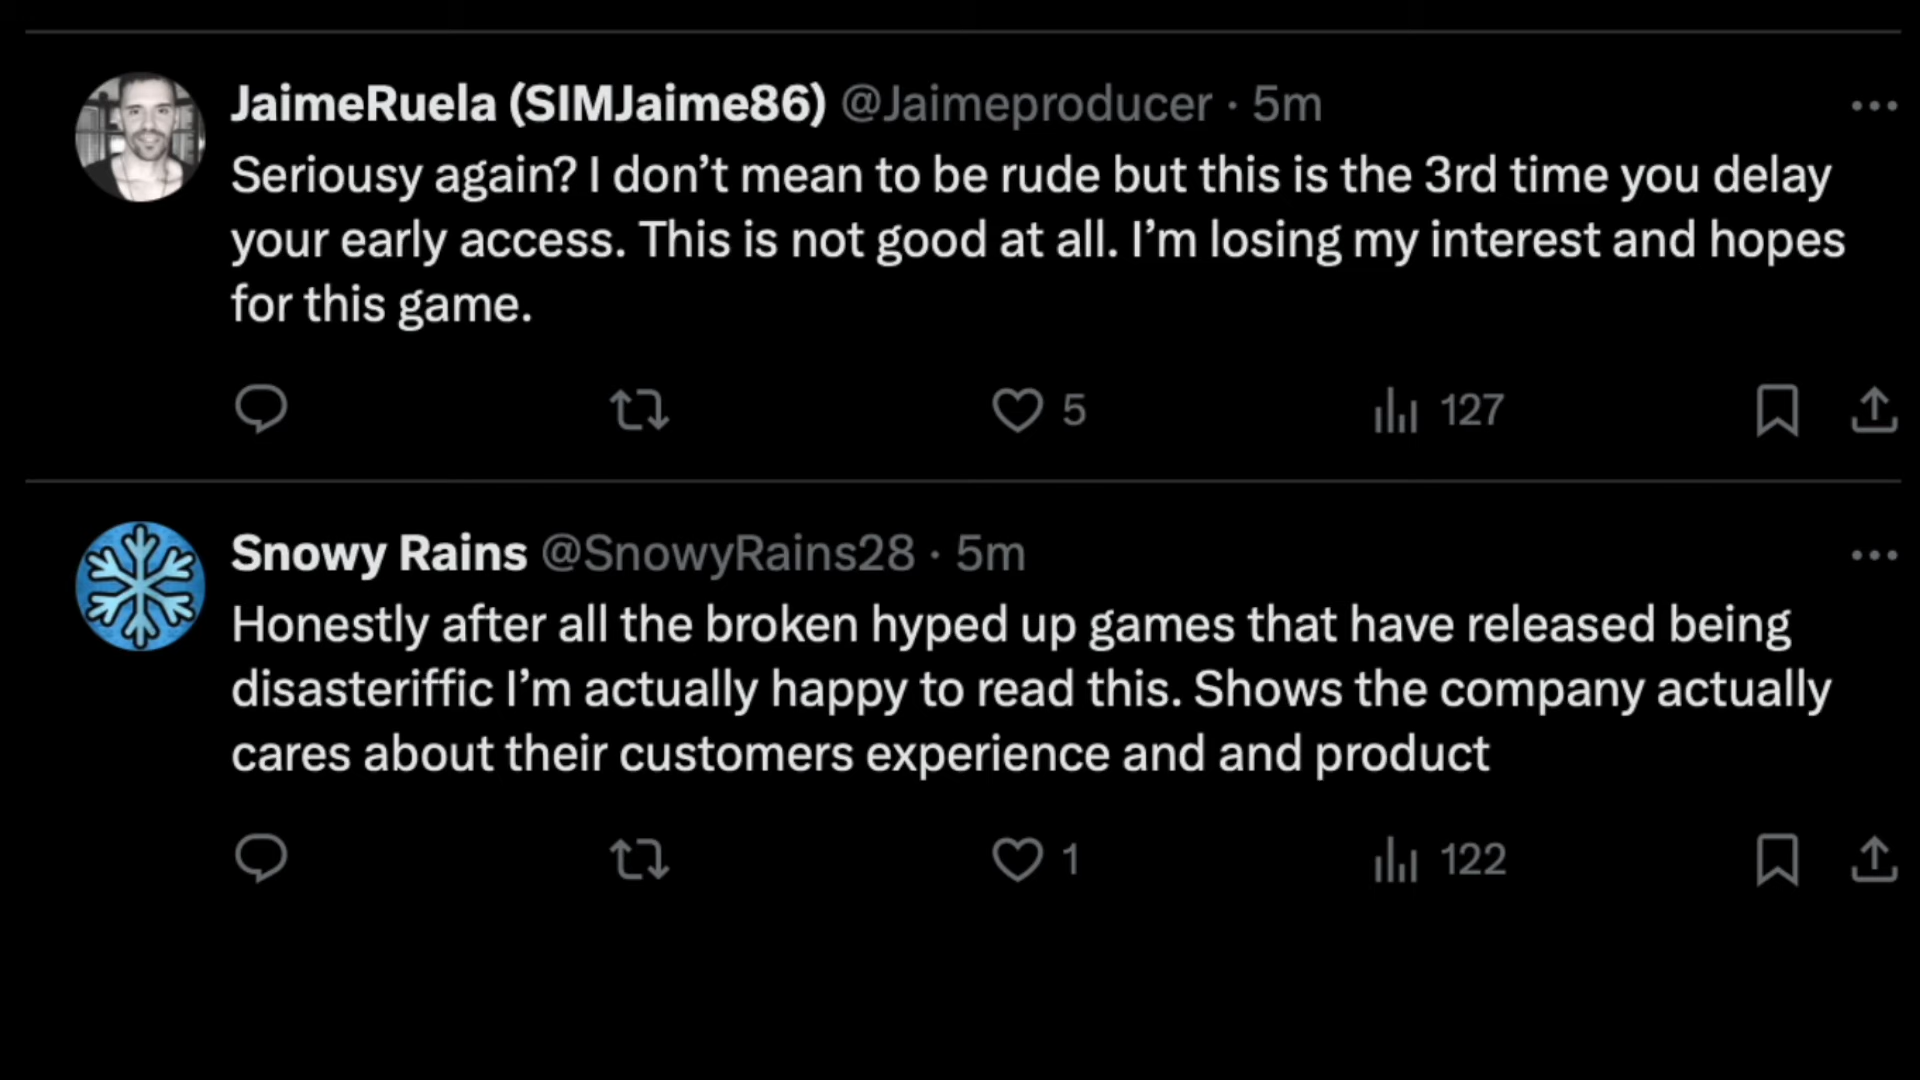 JaimeRuela (SIMJaime86) @Jaimeproducer · 5m
Seriousy again? I don’t mean to be rude but this is the 3rd time you delay
your early access. This is not good at all. I’m losing my interest and hopes
for this game.
5 127
Snowy Rains @SnowyRains28 · 5m
Honestly after all the broken hyped up games that have released being
disasteriffic I’m actually happy to read this. Shows the company actually
cares about their customers experience and and product
1 122